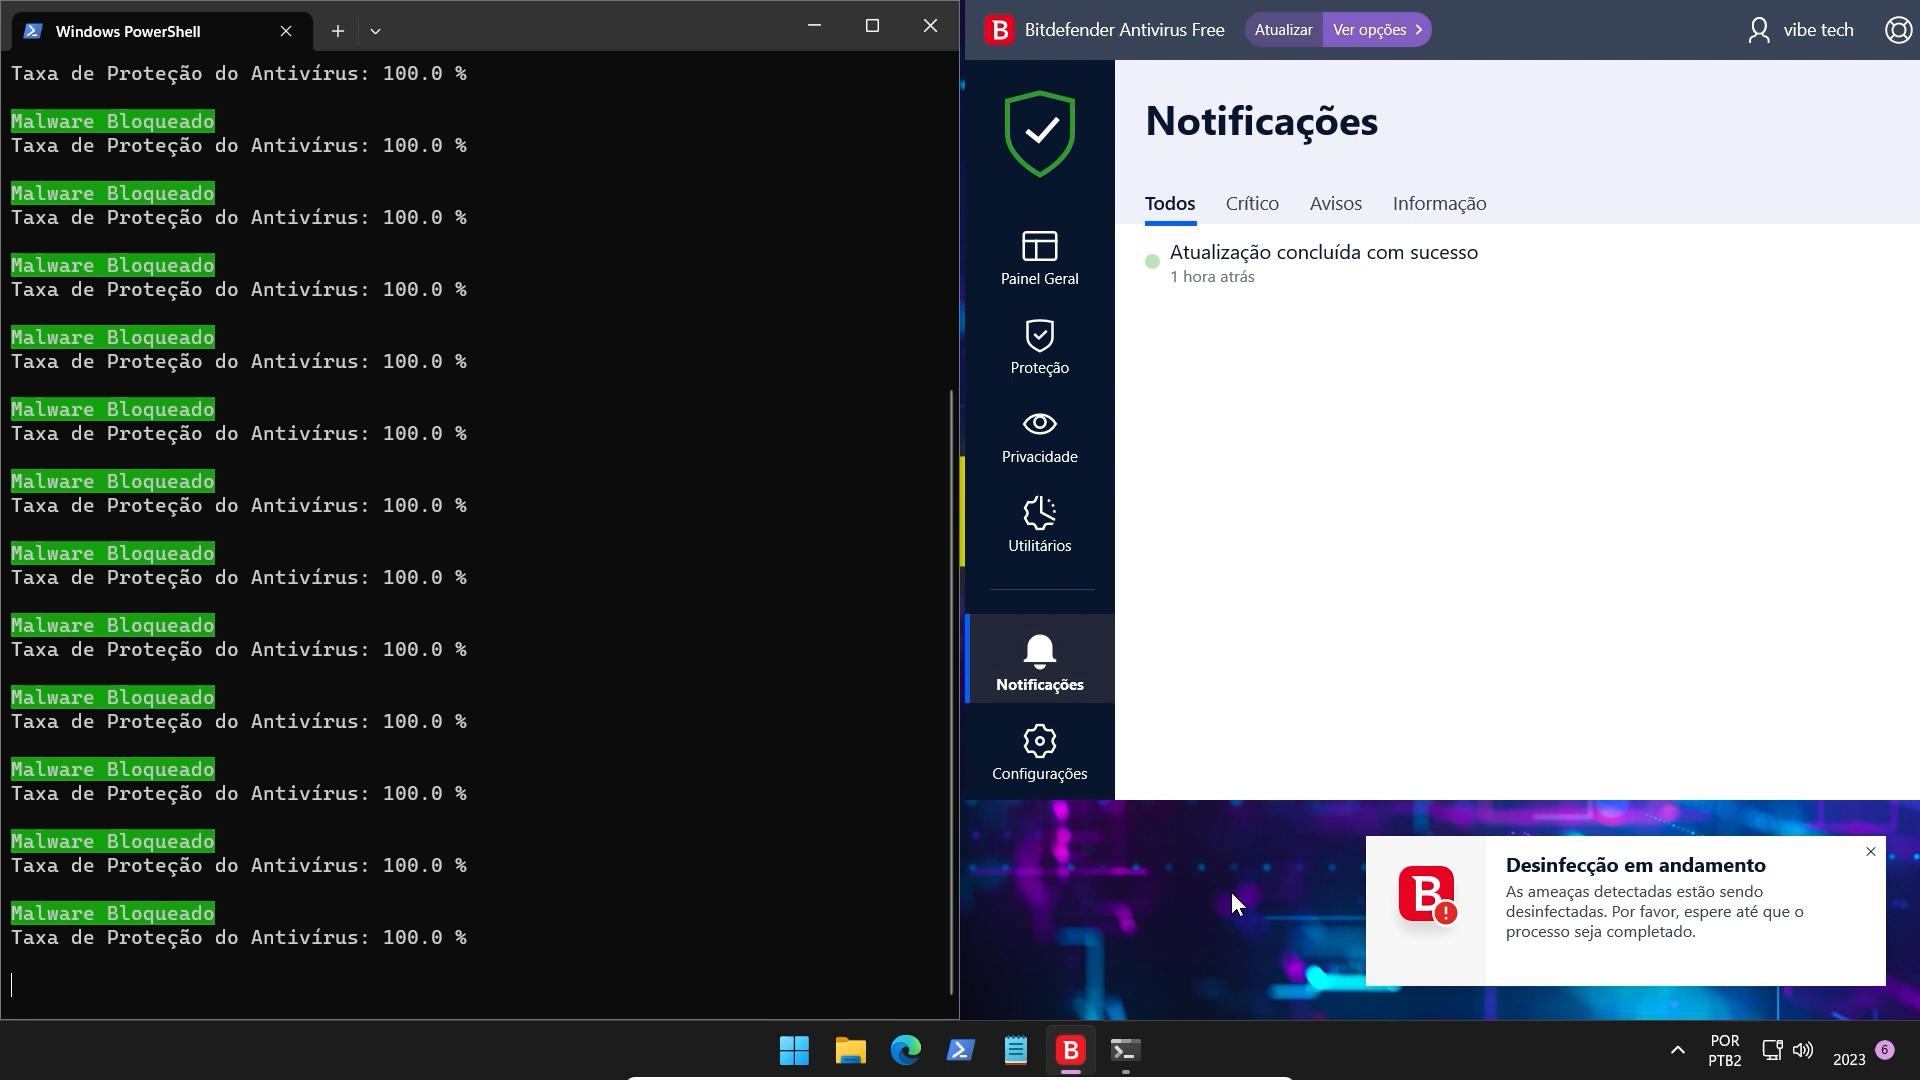 Windows PowerShell
Taxa de Proteção do Antivírus: 100.0 %
Malware Bloqueado
Taxa de Proteção do Antivírus: 100.0 %
Malware Bloqueado
Taxa de Proteção do Antivírus: 100.0 %
Malware Bloqueado
Taxa de Proteção do Antivírus: 100.0 %
Malware Bloqueado
Taxa de Proteção do Antivírus: 100.0 %
Malware Bloqueado
Taxa de Proteção do Antivírus: 100.0 %
Malware Bloqueado
Taxa de Proteção do Antivírus: 100.0 %
Malware Bloqueado
Taxa de Proteção do Antivírus: 100.0 %
Malware Bloqueado
Taxa de Proteção do Antivírus: 100.0 %
Malware Bloqueado
Taxa de Proteção do Antivírus: 100.0 %
Malware Bloqueado
Taxa de Proteção do Antivírus: 100.0 %
Malware Bloqueado
Taxa de Proteção do Antivírus: 100.0 %
Malware Bloqueado
Taxa de Proteção do Antivírus: 100.0 %
B Bitdefender Antivirus Free Atualizar Ver opções vibe tech
Painel Geral
Proteção
Privacidade
Utilitários
Notificações
Configurações
Notificações
Todos Crítico Avisos Informação
Atualização concluída com sucesso
1 hora atrás
B
Desinfecção em andamento
As ameaças detectadas estão sendo
desinfectadas. Por favor, espere até que o
processo seja completado.
B
POR
PTB2
2023 6